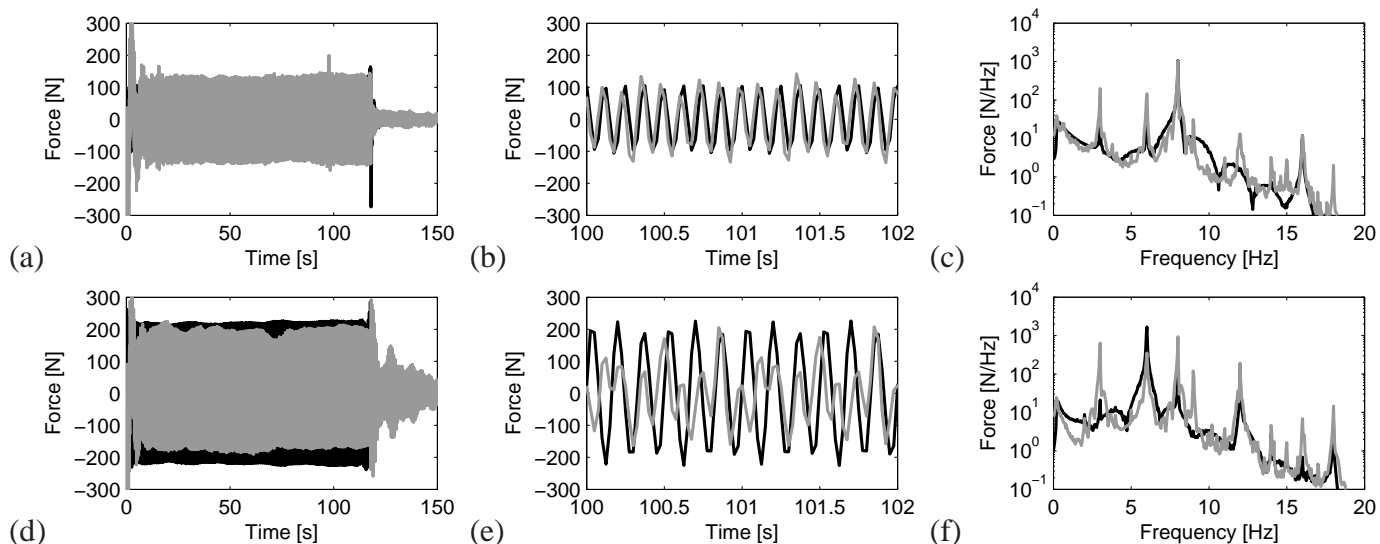 300
200
100
0
−100
−200
−300
0 50 100 150
Force [N]
Time [s]
(a)
300
200
100
0
−100
−200
−300
100 100.5 101 101.5 102
Force [N]
Time [s]
(b)
10^4
10^3
10^2
10^1
10^0
10^−1
0 5 10 15 20
Force [N/Hz]
Frequency [Hz]
(c)
300
200
100
0
−100
−200
−300
0 50 100 150
Force [N]
Time [s]
(d)
300
200
100
0
−100
−200
−300
100 100.5 101 101.5 102
Force [N]
Time [s]
(e)
10^4
10^3
10^2
10^1
10^0
10^−1
0 5 10 15 20
Force [N/Hz]
Frequency [Hz]
(f)